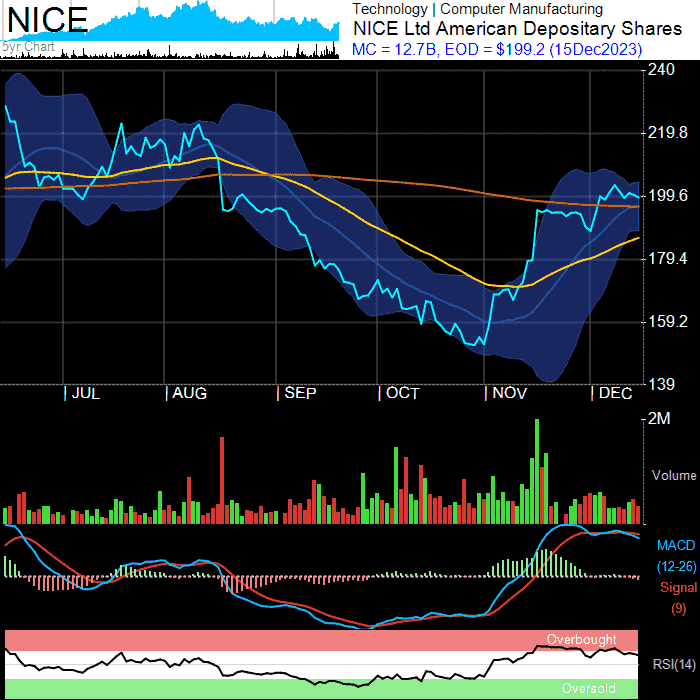 NICE
5yr Chart
Technology | Computer Manufacturing
NICE Ltd American Depositary Shares
MC = 12.7B, EOD = $199.2 (15Dec2023)
240
219.8
199.6
179.4
159.2
139
| JUL | AUG | SEP | OCT | NOV | DEC
2M
Volume
MACD
(12-26)
Signal
(9)
Overbought
RSI(14)
Oversold